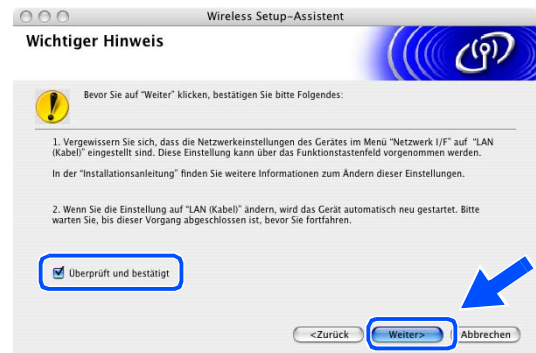 Wireless Setup-Assistent
Wichtiger Hinweis
Bevor Sie auf "Weiter" klicken, bestätigen Sie bitte Folgendes:
1. Vergewissern Sie sich, dass die Netzwerkeinstellungen des Gerätes im Menü "Netzwerk I/F" auf "LAN
(Kabel)" eingestellt sind. Diese Einstellung kann über das Funktionstastenfeld vorgenommen werden.
In der "Installationsanleitung" finden Sie weitere Informationen zum Ändern dieser Einstellungen.
2. Wenn Sie die Einstellung auf "LAN (Kabel)" ändern, wird das Gerät automatisch neu gestartet. Bitte
warten Sie, bis dieser Vorgang abgeschlossen ist, bevor Sie fortfahren.
Überprüft und bestätigt
<Zurück Weiter> Abbrechen